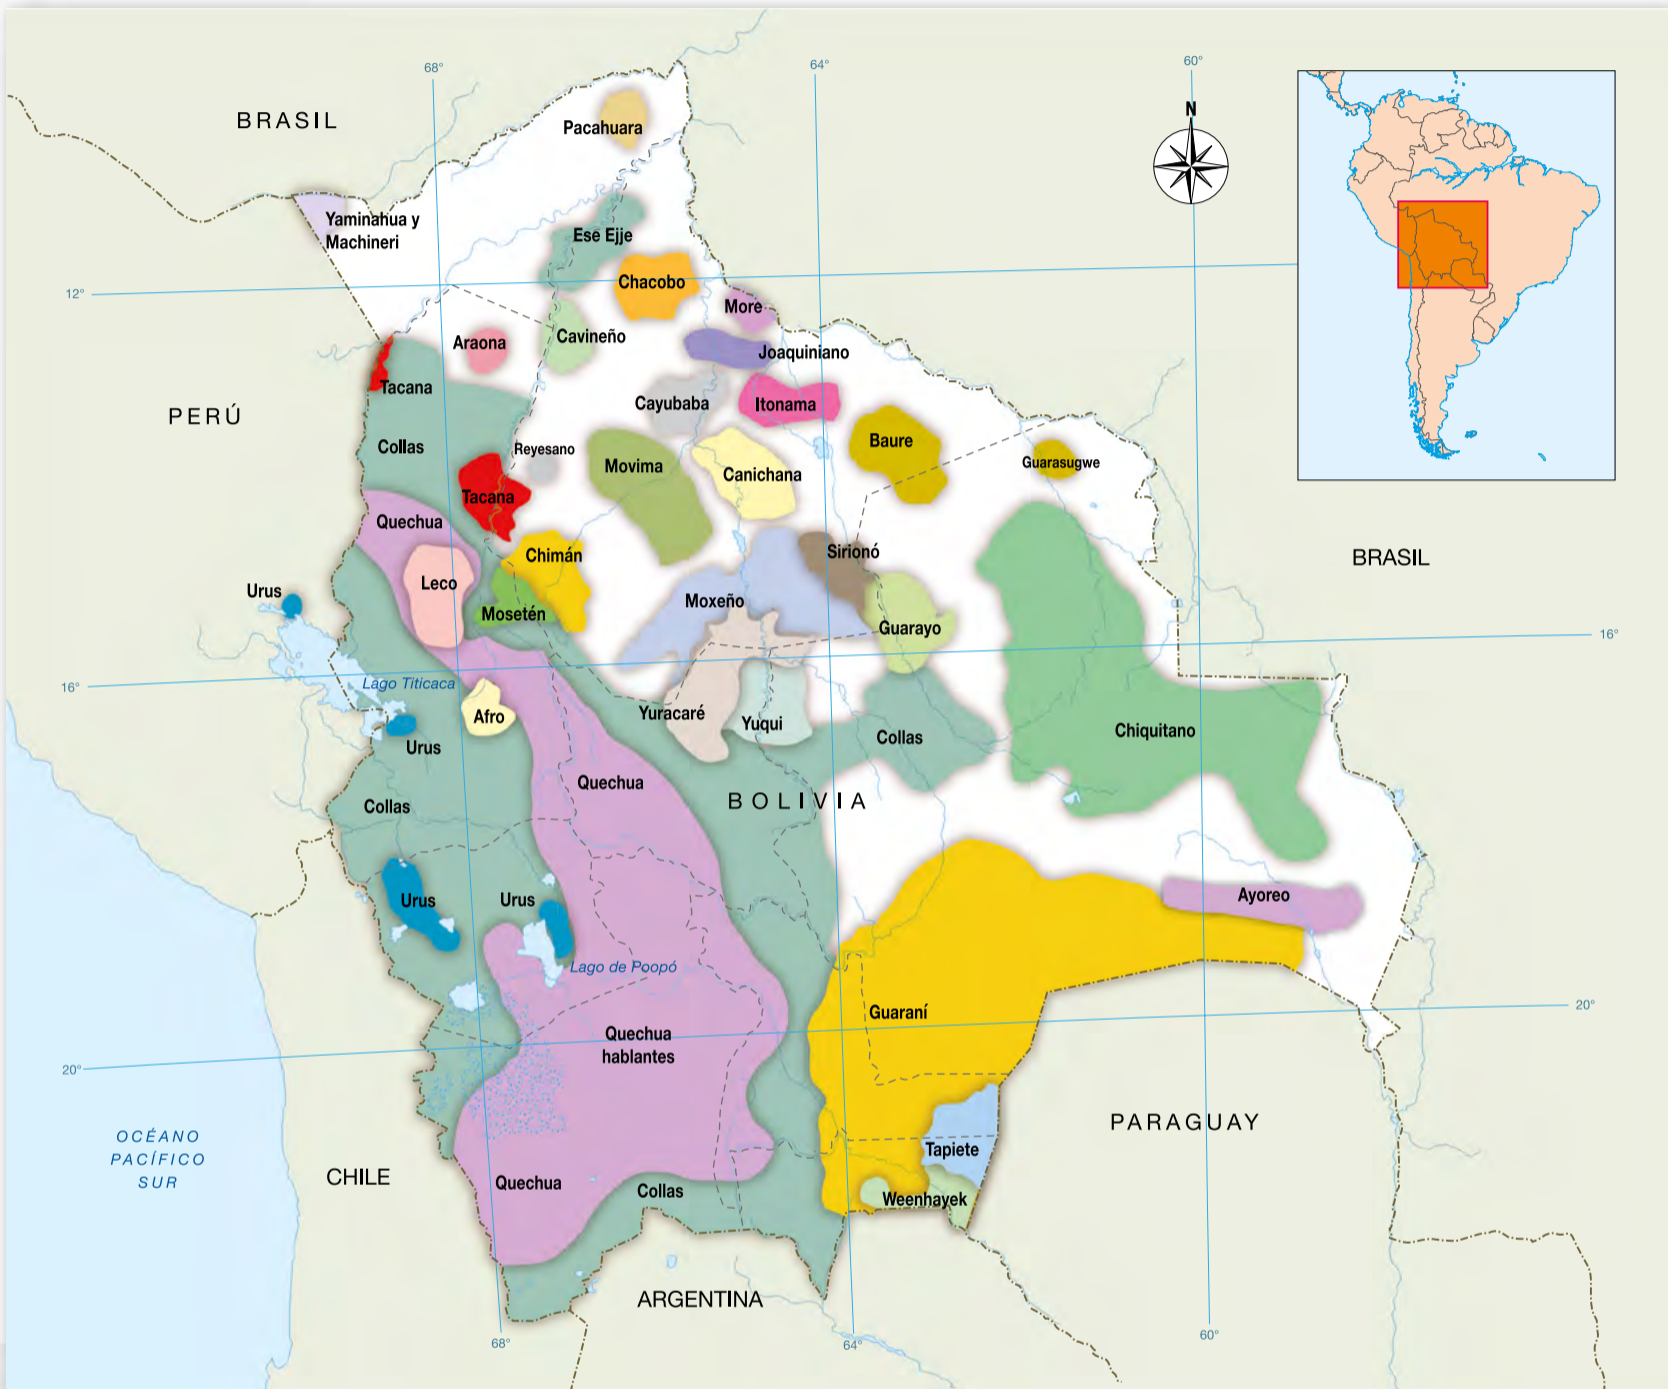 68°
64°
60°
N
BRASIL
Pacahuara
Yaminahua y
Machineri
Ese Ejje
Chacobo
12°
More
Cavineño
Araona
Joaquiniano
Tacana
PERÚ
Cayubaba
Itonama
Collas
Reyesano
Movima
Baure
Canichana
Guarasugwe
Tacana
Quechua
Chimán
Sirionó
BRASIL
Leco
Urus
Mosetén
Moxeño
Guarayo
16°
16°
Lago Titicaca
Afro
Yuracaré
Yuqui
Urus
Collas
Chiquitano
Quechua
Collas
BOLIVIA
Urus
Urus
Ayoreo
Lago de Poopó
Guaraní
20°
Quechua
hablantes
20°
OCÉANO
PACÍFICO
SUR
PARAGUAY
Tapiete
CHILE
Quechua
Collas
Weenhayek
ARGENTINA
68°
64°
60°